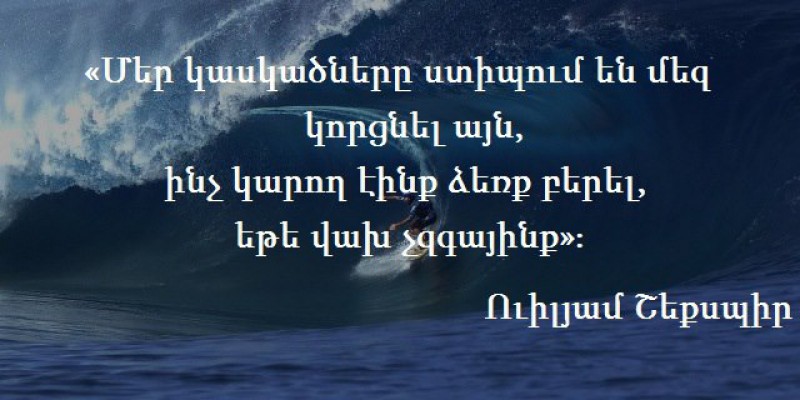 «Մեր կասկածները ստիպում են մեզ
կորցնել այն,
ինչ կարող էինք ձեռք բերել,
եթե վախ չզգայինք»:
Ուիլյամ Շեքսպիր